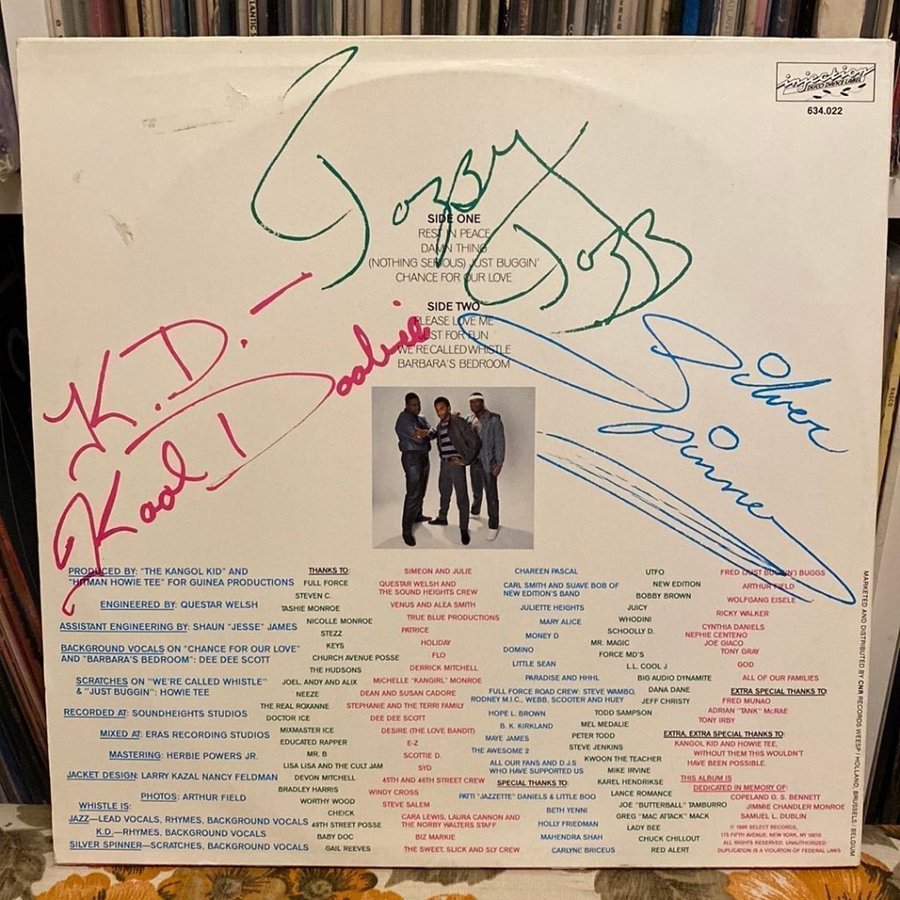 injection
DISCO DANCE LABEL
634.022
Jazzy Jazz
SIDE ONE
REST IN PEACE
DAMN THING
(NOTHING SERIOUS) JUST BUGGIN'
CHANCE FOR OUR LOVE
SIDE TWO
PLEASE LOVE ME
JUST FOR FUN
WE'RE CALLED WHISTLE
BARBARA'S BEDROOM
K.D. -
Kool Doobie
Silver
Spinner
PRODUCED BY: "THE KANGOL KID" AND
"HITMAN HOWIE TEE" FOR GUINEA PRODUCTIONS
ENGINEERED BY: QUESTAR WELSH
ASSISTANT ENGINEERING BY: SHAUN "JESSE" JAMES
BACKGROUND VOCALS ON "CHANCE FOR OUR LOVE"
AND "BARBARA'S BEDROOM": DEE DEE SCOTT
SCRATCHES ON "WE'RE CALLED WHISTLE"
& "JUST BUGGIN": HOWIE TEE
RECORDED AT: SOUNDHEIGHTS STUDIOS
MIXED AT: ERAS RECORDING STUDIOS
MASTERING: HERBIE POWERS JR.
JACKET DESIGN: LARRY KAZAL NANCY FELDMAN
PHOTOS: ARTHUR FIELD
WHISTLE IS:
JAZZ—LEAD VOCALS, RHYMES, BACKGROUND VOCALS
K.D.—RHYMES, BACKGROUND VOCALS
SILVER SPINNER—SCRATCHES, BACKGROUND VOCALS
THANKS TO:
FULL FORCE
STEVEN C.
TASHIE MONROE
NICOLLE MONROE
STEZZ
KEYS
CHURCH AVENUE POSSE
THE HUDSONS
JOEL, ANDY AND ALIX
NEEZE
THE REAL ROXANNE
DOCTOR ICE
MIXMASTER ICE
EDUCATED RAPPER
MR. B
LISA LISA AND THE CULT JAM
DEVON MITCHELL
BRADLEY HARRIS
WORTHY WOOD
CHEICK
49TH STREET POSSE
BABY DOC
GAIL REEVES
SIMEON AND JULIE
QUESTAR WELSH AND
THE SOUND HEIGHTS CREW
VENUS AND ALEA SMITH
TRUE BLUE PRODUCTIONS
PATRICE
HOLIDAY
FLO
DERRICK MITCHELL
MICHELLE "KANGIRL" MONROE
DEAN AND SUSAN CADORE
STEPHANIE AND THE TERRI FAMILY
DEE DEE SCOTT
DESIRE (THE LOVE BANDIT)
E-Z
SCOTTIE D.
SYD
45TH AND 46TH STREET CREW
WINDY CROSS
STEVE SALEM
CARA LEWIS, LAURA CANNON AND
THE NORBY WALTERS STAFF
BIZ MARKIE
THE SWEET, SLICK AND SLY CREW
CHAREEN PASCAL
CARL SMITH AND SUAVE BOB OF
NEW EDITION'S BAND
JULIETTE HEIGHTS
MARY ALICE
MONEY D
DOMINO
LITTLE SEAN
PARADISE AND HHHL
FULL FORCE ROAD CREW: STEVE WAMBO,
RODNEY M.I.C., WEBB, SCOOTER AND HUEY
HOPE L. BROWN
B. K. KIRKLAND
MAYE JAMES
THE AWESOME 2
ALL OUR FANS AND D.J.S
WHO HAVE SUPPORTED US
SPECIAL THANKS TO:
PATTI "JAZZETTE" DANIELS & LITTLE BOO
BETH YENNI
HOLLY FRIEDMAN
MAHENDRA SHAH
CARLYNE BRICEUS
UTFO
NEW EDITION
BOBBY BROWN
JUICY
WHODINI
SCHOOLLY D.
MR. MAGIC
FORCE MD'S
L.L. COOL J
BIG AUDIO DYNAMITE
DANA DANE
JEFF CHRISTY
TODD SAMPSON
MEL MEDALIE
PETER TODD
STEVE JENKINS
KWOON THE TEACHER
MIKE IRVINE
KAREL HENDRIKSE
LANCE ROMANCE
JOE "BUTTERBALL" TAMBURRO
GREG "MAC ATTACK" MACK
LADY BEE
CHUCK CHILLOUT
RED ALERT
FRED (JUST BUGGIN') BUGGS
ARTHUR FIELD
WOLFGANG EISELE
RICKY WALKER
CYNTHIA DANIELS
NEPHIE CENTENO
JOE GIACO
TONY GRAY
GOD
ALL OF OUR FAMILIES
EXTRA SPECIAL THANKS TO:
FRED MUNAO
ADRIAN "TANK" McRAE
TONY IRBY
EXTRA, EXTRA SPECIAL THANKS TO:
KANGOL KID AND HOWIE TEE.
WITHOUT THEM THIS WOULDN'T
HAVE BEEN POSSIBLE.
THIS ALBUM IS
DEDICATED IN MEMORY OF:
COPELAND G. S. BENNETT
JIMMIE CHANDLER MONROE
SAMUEL L. DUBLIN
© 1986 SELECT RECORDS,
175 FIFTH AVENUE, NEW YORK, NY 10010
ALL RIGHTS RESERVED. UNAUTHORIZED
DUPLICATION IS A VIOLATION OF FEDERAL LAWS
MARKETED AND DISTRIBUTED BY CNR RECORDS WEESP / HOLLAND, BRUSSELS / BELGIUM